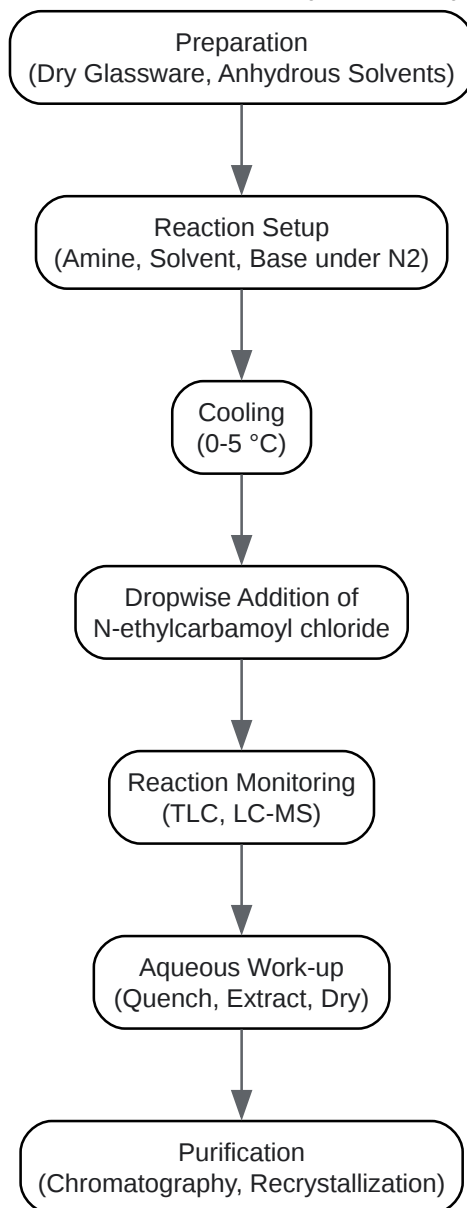 Preparation
(Dry Glassware, Anhydrous Solvents)
Reaction Setup
(Amine, Solvent, Base under N2)
Cooling
(0-5 °C)
Dropwise Addition of
N-ethylcarbamoyl chloride
Reaction Monitoring
(TLC, LC-MS)
Aqueous Work-up
(Quench, Extract, Dry)
Purification
(Chromatography, Recrystallization)